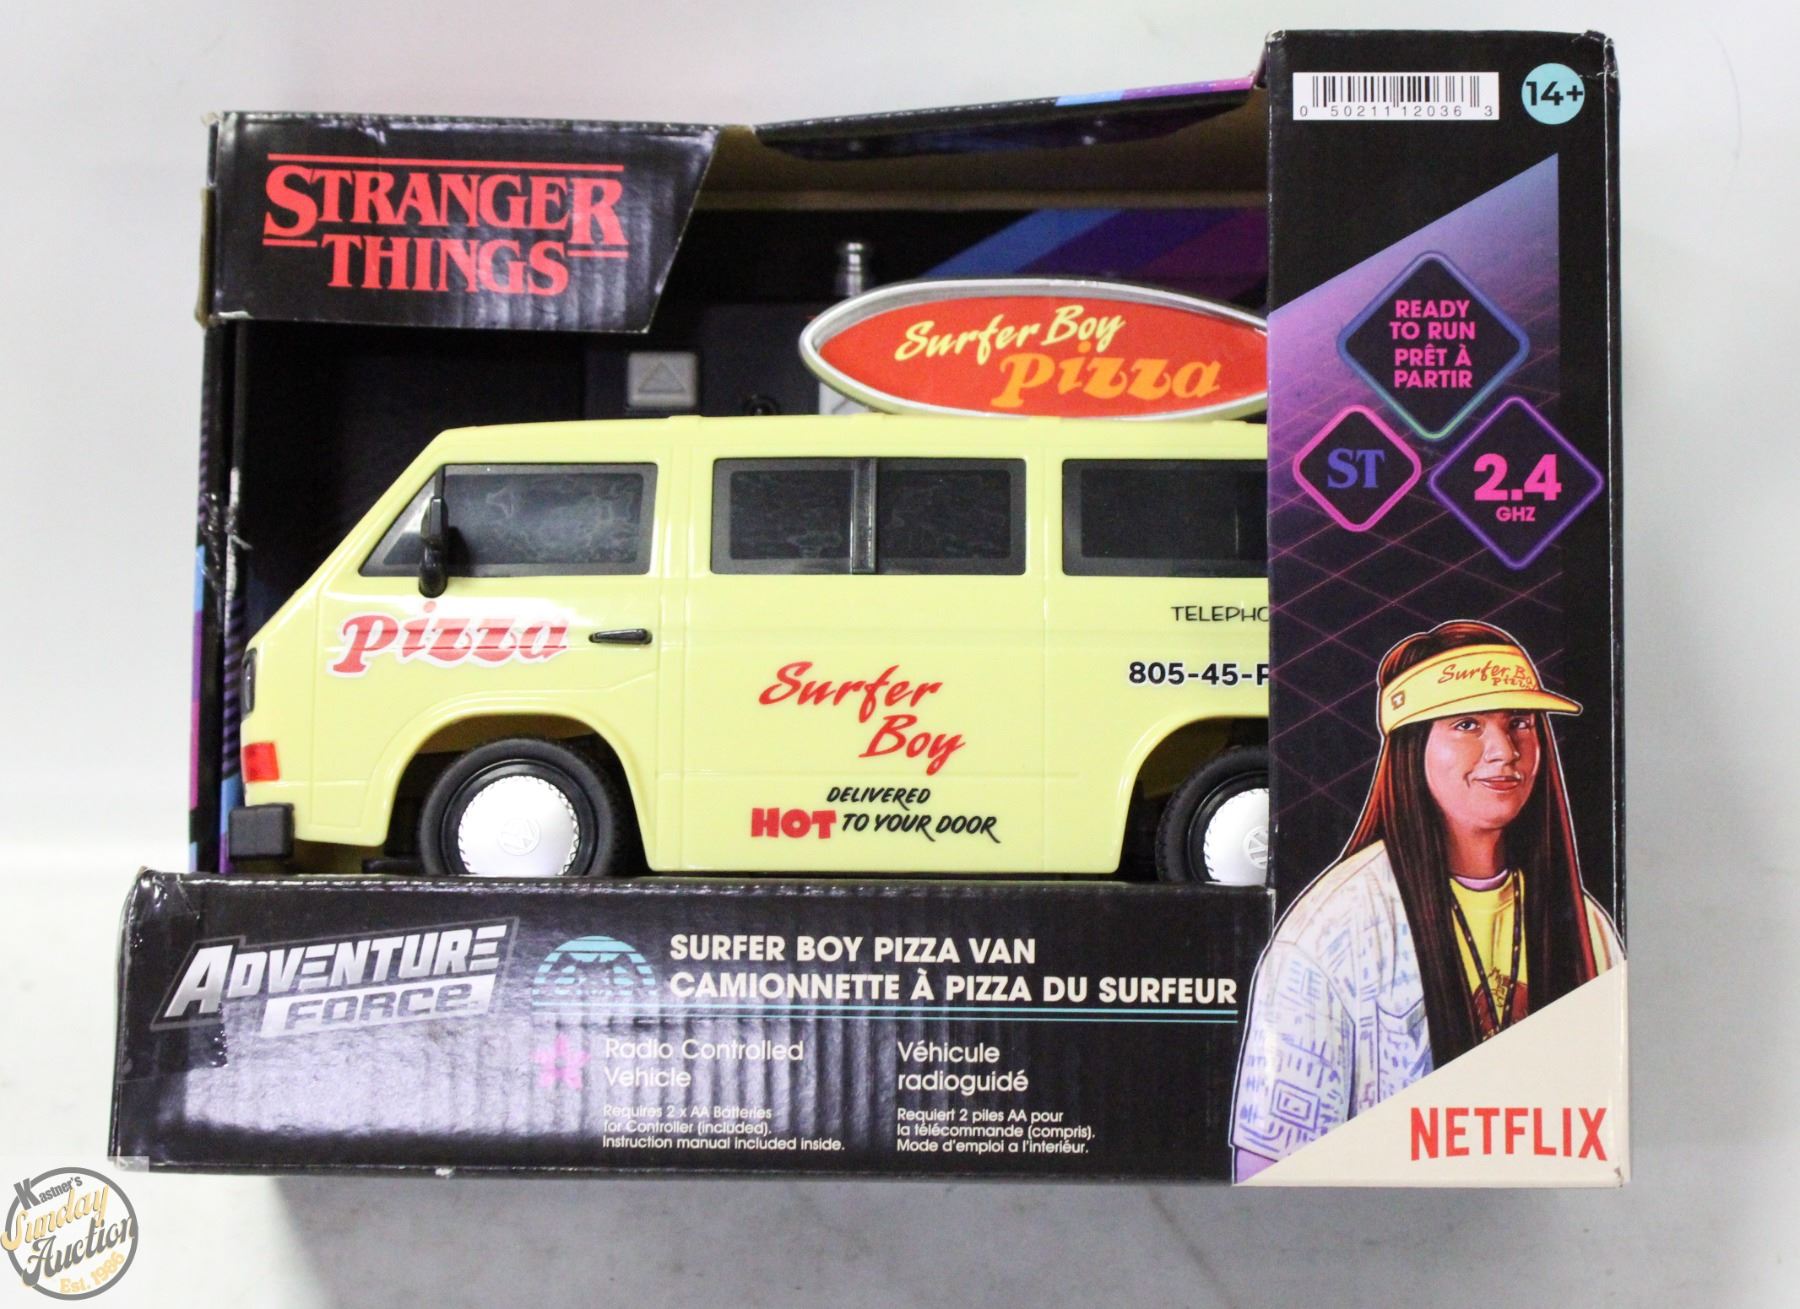 STRANGER
THINGS
0 50211 12036 3
14+
READY
TO RUN
PRÊT À
PARTIR
ST
2.4
GHZ
Surfer Boy
Pizza
Pizza
Surfer
Boy
DELIVERED
HOT TO YOUR DOOR
TELEPHO
805-45-P
Surfer Bo
Pizza
ADVENTURE
FORCE
SURFER BOY PIZZA VAN
CAMIONNETTE À PIZZA DU SURFEUR
Radio Controlled
Vehicle
Requires 2 x AA Batteries
for Controller (included).
Instruction manual included inside.
Véhicule
radioguidé
Requiert 2 piles AA pour
la télécommande (compris).
Mode d'emploi a l'interiéur.
NETFLIX
Kastner's
Sunday
Auction
Est. 1986